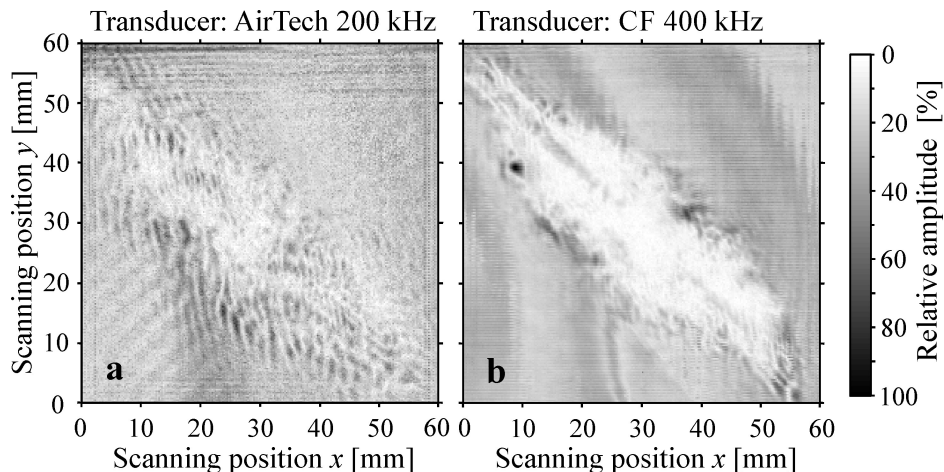 Transducer: AirTech 200 kHz
Transducer: CF 400 kHz
Scanning position y [mm]
60
50
40
30
20
10
0
a
0 10 20 30 40 50 60
Scanning position x [mm]
b
0 10 20 30 40 50 60
Scanning position x [mm]
0
20
40
60
80
100
Relative amplitude [%]